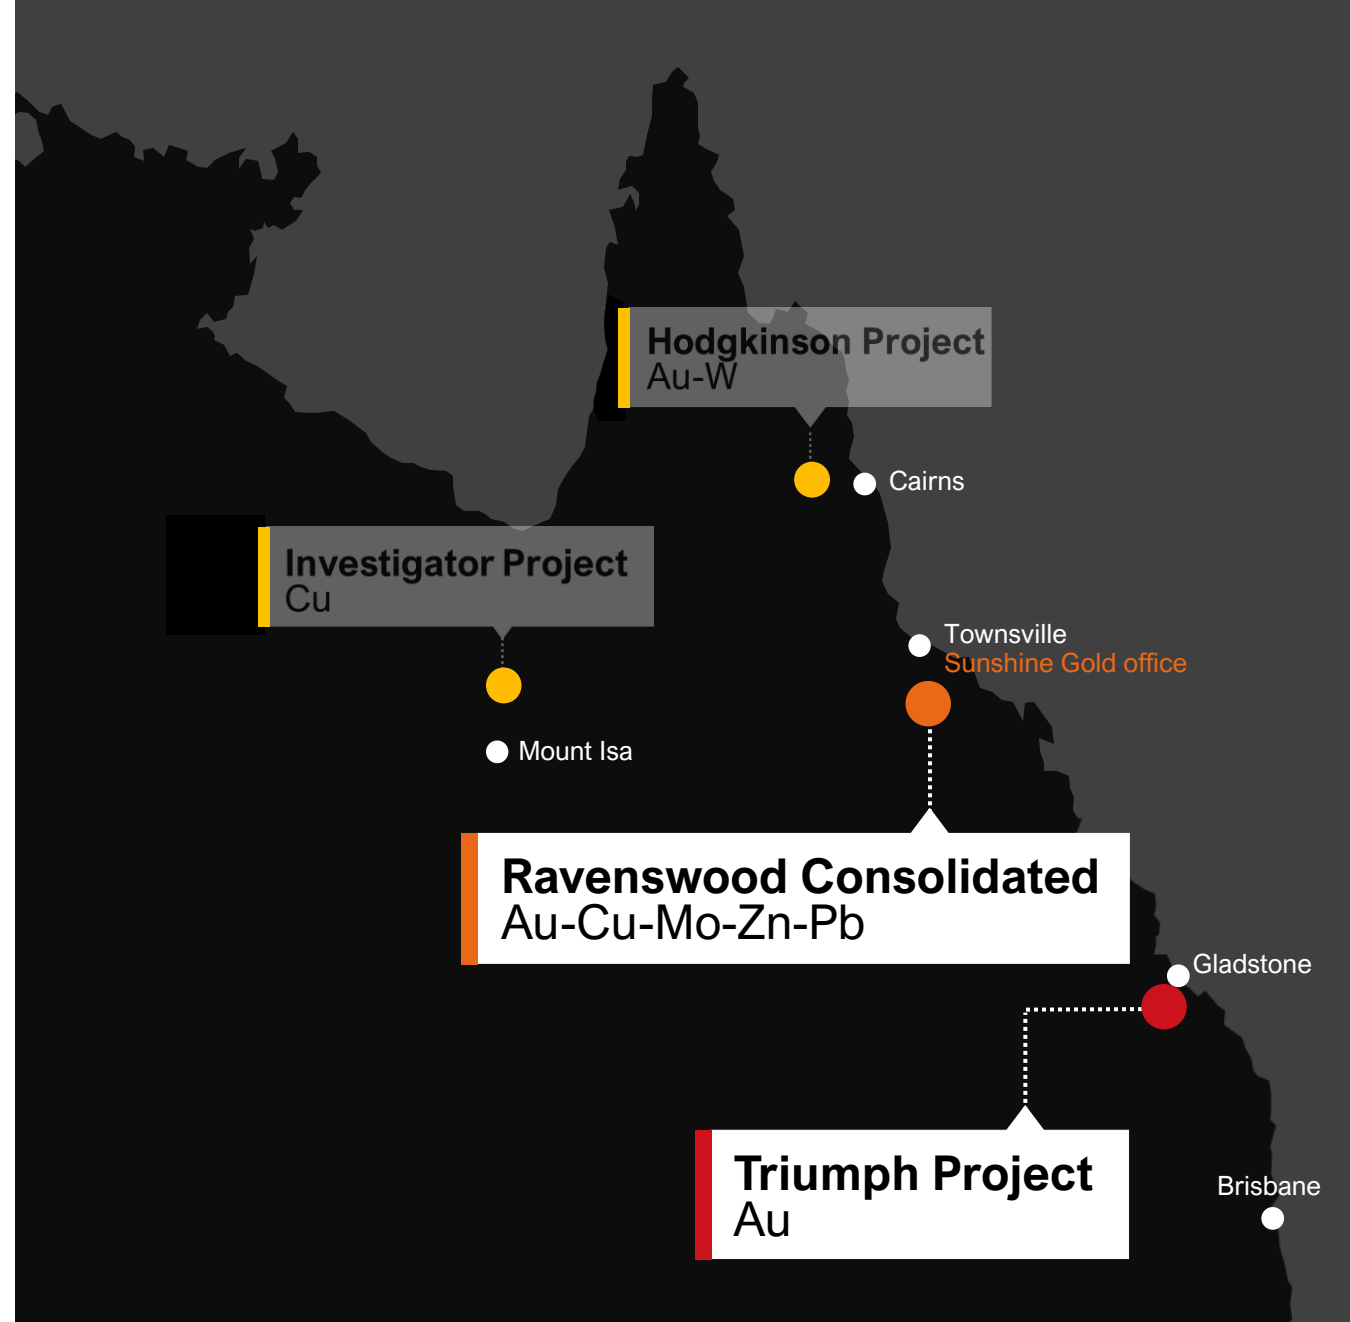 Hodgkinson Project
Au-W
Cairns
Investigator Project
Cu
Townsville
Sunshine Gold office
Mount Isa
Ravenswood Consolidated
Au-Cu-Mo-Zn-Pb
Gladstone
Triumph Project
Au
Brisbane